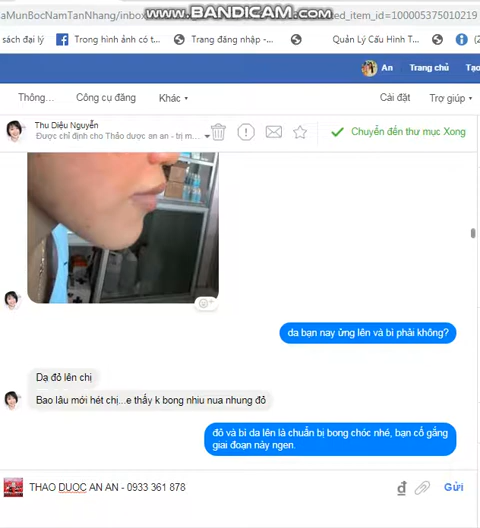 www.BANDICAM.com
aMunBocNamTanNhang/inbox
ed_item_id=100005375010219
sách đại lý
Trong hình ảnh có t...
Trang đăng nhập -...
Quản Lý Cấu Hình T...
(2
An
Trang chủ
Tạo
Thông...
Công cụ đăng
Khác
Cài đặt
Trợ giúp
Thu Diệu Nguyễn
Được chỉ định cho Thảo dược an an - trị m...
Chuyển đến thư mục Xong
da bạn nay ửng lên và bì phải không?
Dạ đỏ lên chị
Bao lâu mới hét chị...e thấy k bong nhiu nua nhung đỏ
đỏ và bì da lên là chuẩn bị bong chóc nhé, bạn cố gắng
giai đoạn này ngen.
THAO DUOC AN AN - 0933 361 878
Gửi